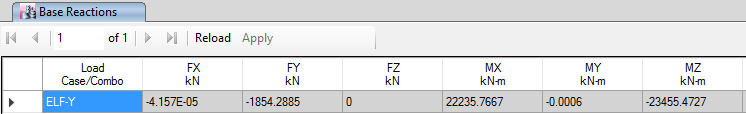 Base Reactions
1 of 1 Reload Apply
Load Case/Combo FX kN FY kN FZ kN MX kN-m MY kN-m MZ kN-m
ELF-Y -4.157E-05 -1854.2885 0 22235.7667 -0.0006 -23455.4727